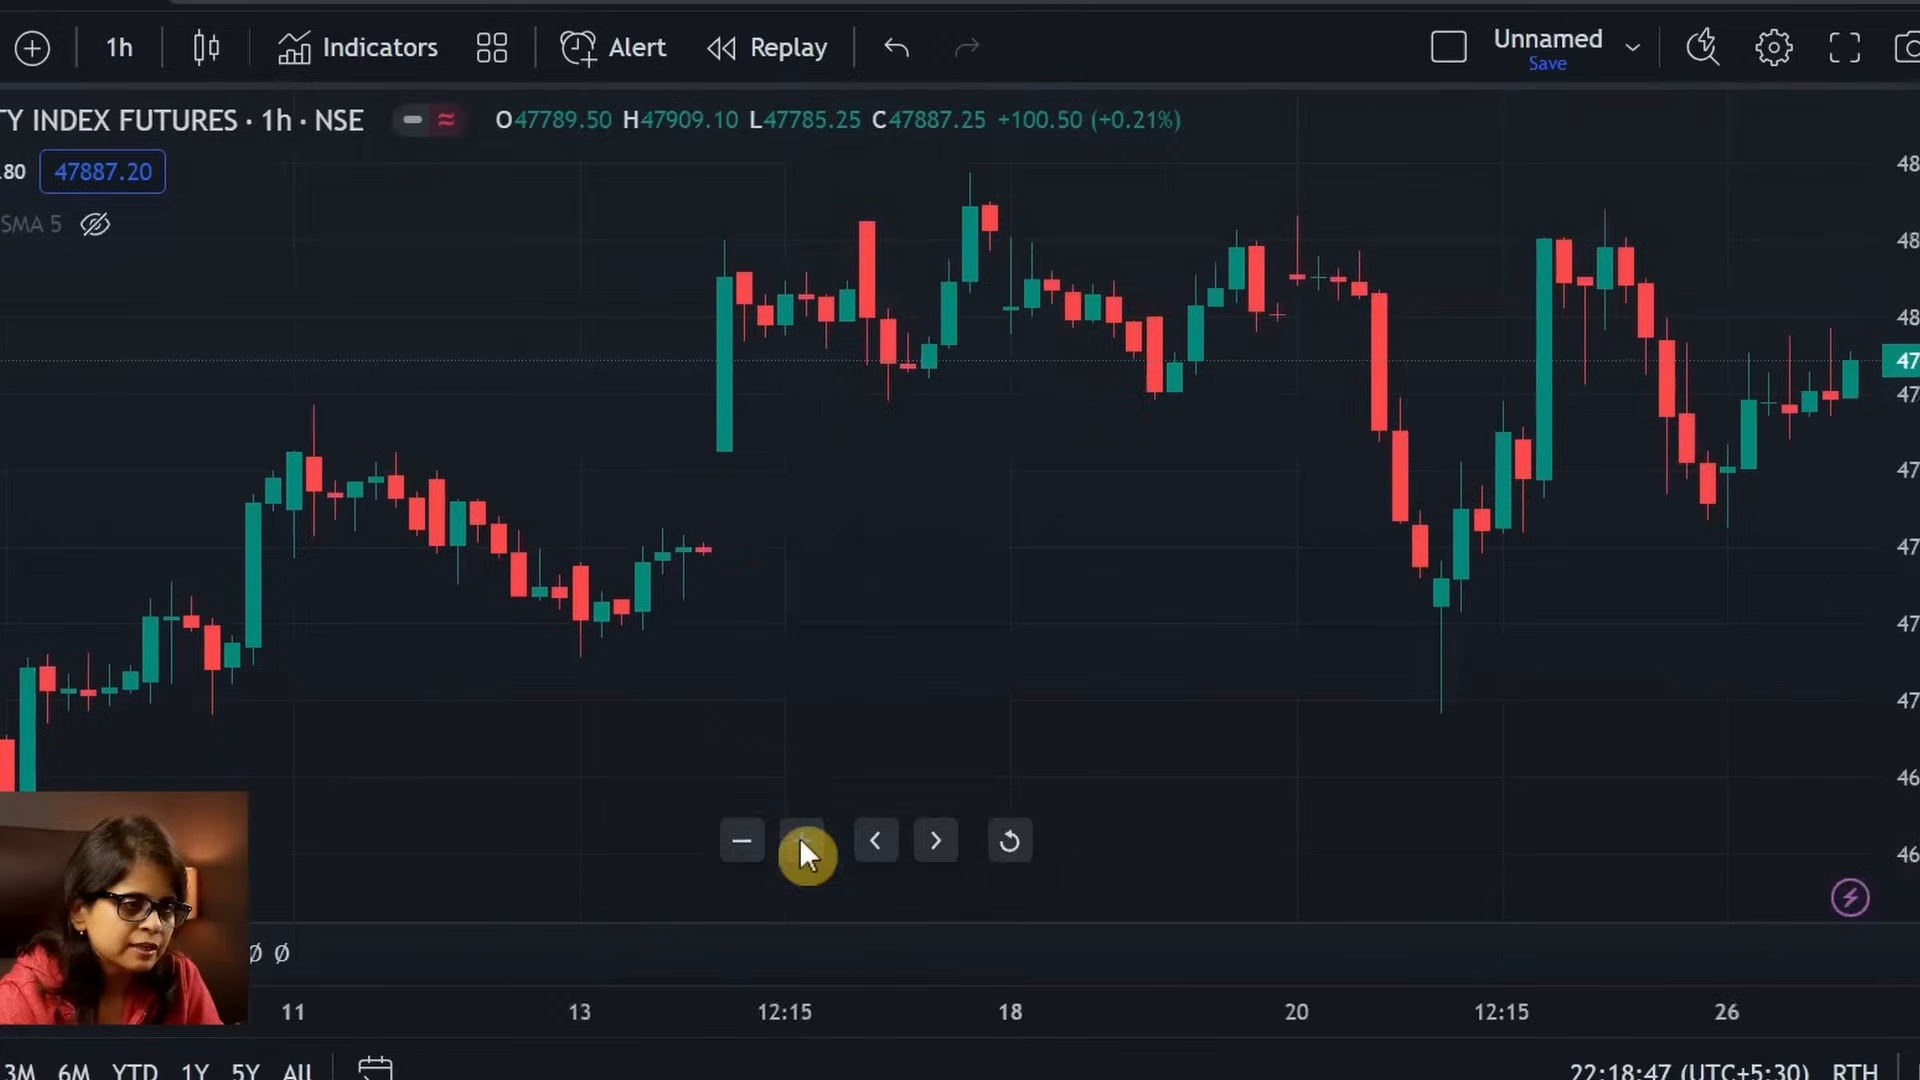 1h Indicators Alert Replay Unnamed
Save
TY INDEX FUTURES · 1h · NSE O47789.50 H47909.10 L47785.25 C47887.25 +100.50 (+0.21%)
.80 47887.20
SMA 5
48
48
48
47
47
47
47
47
47
46
46
Ø Ø
11 13 12:15 18 20 12:15 26
3M 6M YTD 1Y 5Y All 22:18:47 (UTC+5:30) RTH